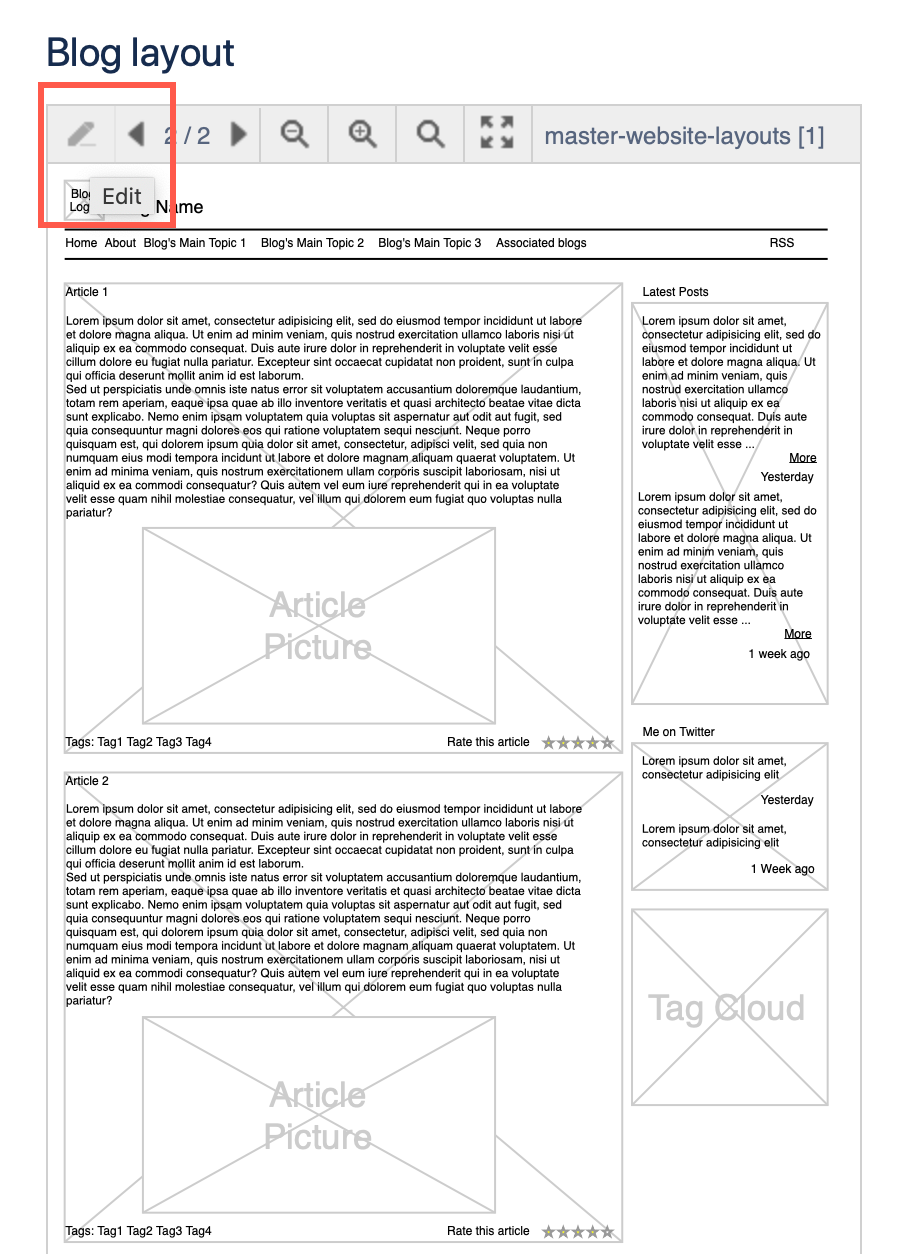 Blog layout
2 / 2
master-website-layouts [1]
Edit
Name
Home About Blog's Main Topic 1 Blog's Main Topic 2 Blog's Main Topic 3 Associated blogs RSS
Article 1
Lorem ipsum dolor sit amet, consectetur adipisicing elit, sed do eiusmod tempor incididunt ut labore
et dolore magna aliqua. Ut enim ad minim veniam, quis nostrud exercitation ullamco laboris nisi ut
aliquip ex ea commodo consequat. Duis aute irure dolor in reprehenderit in voluptate velit esse
cillum dolore eu fugiat nulla pariatur. Excepteur sint occaecat cupidatat non proident, sunt in culpa
qui officia deserunt mollit anim id est laborum.
Sed ut perspiciatis unde omnis iste natus error sit voluptatem accusantium doloremque laudantium,
totam rem aperiam, eaque ipsa quae ab illo inventore veritatis et quasi architecto beatae vitae dicta
sunt explicabo. Nemo enim ipsam voluptatem quia voluptas sit aspernatur aut odit aut fugit, sed
quia consequuntur magni dolores eos qui ratione voluptatem sequi nesciunt. Neque porro
quisquam est, qui dolorem ipsum quia dolor sit amet, consectetur, adipisci velit, sed quia non
numquam eius modi tempora incidunt ut labore et dolore magnam aliquam quaerat voluptatem. Ut
enim ad minima veniam, quis nostrum exercitationem ullam corporis suscipit laboriosam, nisi ut
aliquid ex ea commodi consequatur? Quis autem vel eum iure reprehenderit qui in ea voluptate
velit esse quam nihil molestiae consequatur, vel illum qui dolorem eum fugiat quo voluptas nulla
pariatur?
Article
Picture
Tags: Tag1 Tag2 Tag3 Tag4 Rate this article
Article 2
Lorem ipsum dolor sit amet, consectetur adipisicing elit, sed do eiusmod tempor incididunt ut labore
et dolore magna aliqua. Ut enim ad minim veniam, quis nostrud exercitation ullamco laboris nisi ut
aliquip ex ea commodo consequat. Duis aute irure dolor in reprehenderit in voluptate velit esse
cillum dolore eu fugiat nulla pariatur. Excepteur sint occaecat cupidatat non proident, sunt in culpa
qui officia deserunt mollit anim id est laborum.
Sed ut perspiciatis unde omnis iste natus error sit voluptatem accusantium doloremque laudantium,
totam rem aperiam, eaque ipsa quae ab illo inventore veritatis et quasi architecto beatae vitae dicta
sunt explicabo. Nemo enim ipsam voluptatem quia voluptas sit aspernatur aut odit aut fugit, sed
quia consequuntur magni dolores eos qui ratione voluptatem sequi nesciunt. Neque porro
quisquam est, qui dolorem ipsum quia dolor sit amet, consectetur, adipisci velit, sed quia non
numquam eius modi tempora incidunt ut labore et dolore magnam aliquam quaerat voluptatem. Ut
enim ad minima veniam, quis nostrum exercitationem ullam corporis suscipit laboriosam, nisi ut
aliquid ex ea commodi consequatur? Quis autem vel eum iure reprehenderit qui in ea voluptate
velit esse quam nihil molestiae consequatur, vel illum qui dolorem eum fugiat quo voluptas nulla
pariatur?
Article
Picture
Tags: Tag1 Tag2 Tag3 Tag4 Rate this article
Latest Posts
Lorem ipsum dolor sit amet,
consectetur adipisicing elit, sed do
eiusmod tempor incididunt ut
labore et dolore magna aliqua. Ut
enim ad minim veniam, quis
nostrud exercitation ullamco
laboris nisi ut aliquip ex ea
commodo consequat. Duis aute
irure dolor in reprehenderit in
voluptate velit esse ...
More
Yesterday
Lorem ipsum dolor sit amet,
consectetur adipisicing elit, sed do
eiusmod tempor incididunt ut
labore et dolore magna aliqua. Ut
enim ad minim veniam, quis
nostrud exercitation ullamco
laboris nisi ut aliquip ex ea
commodo consequat. Duis aute
irure dolor in reprehenderit in
voluptate velit esse ...
More
1 week ago
Me on Twitter
Lorem ipsum dolor sit amet,
consectetur adipisicing elit
Yesterday
Lorem ipsum dolor sit amet,
consectetur adipisicing elit
1 Week ago
Tag Cloud